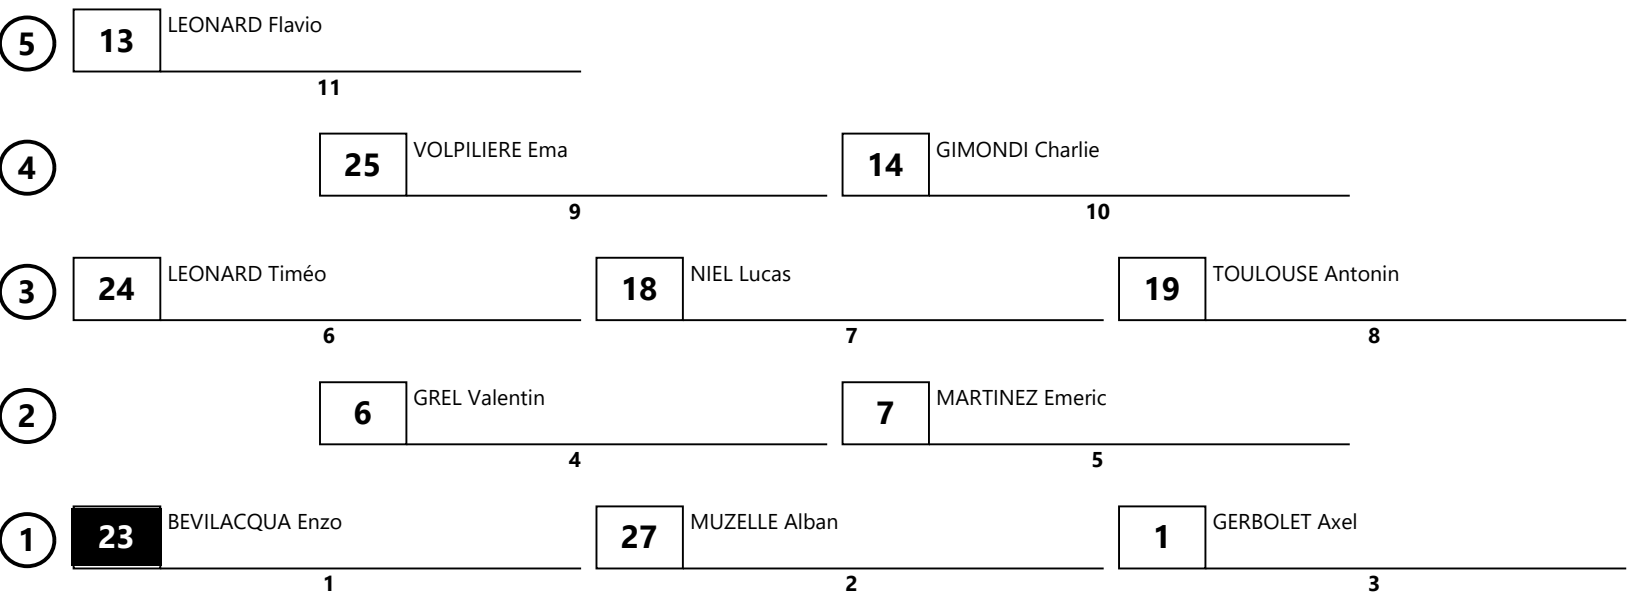 5 13 LEONARD Flavio
11
4 25 VOLPILIERE Ema 14 GIMONDI Charlie
9 10
3 24 LEONARD Timéo 18 NIEL Lucas 19 TOULOUSE Antonin
6 7 8
2 6 GREL Valentin 7 MARTINEZ Emeric
4 5
1 23 BEVILACQUA Enzo 27 MUZELLE Alban 1 GERBOLET Axel
1 2 3